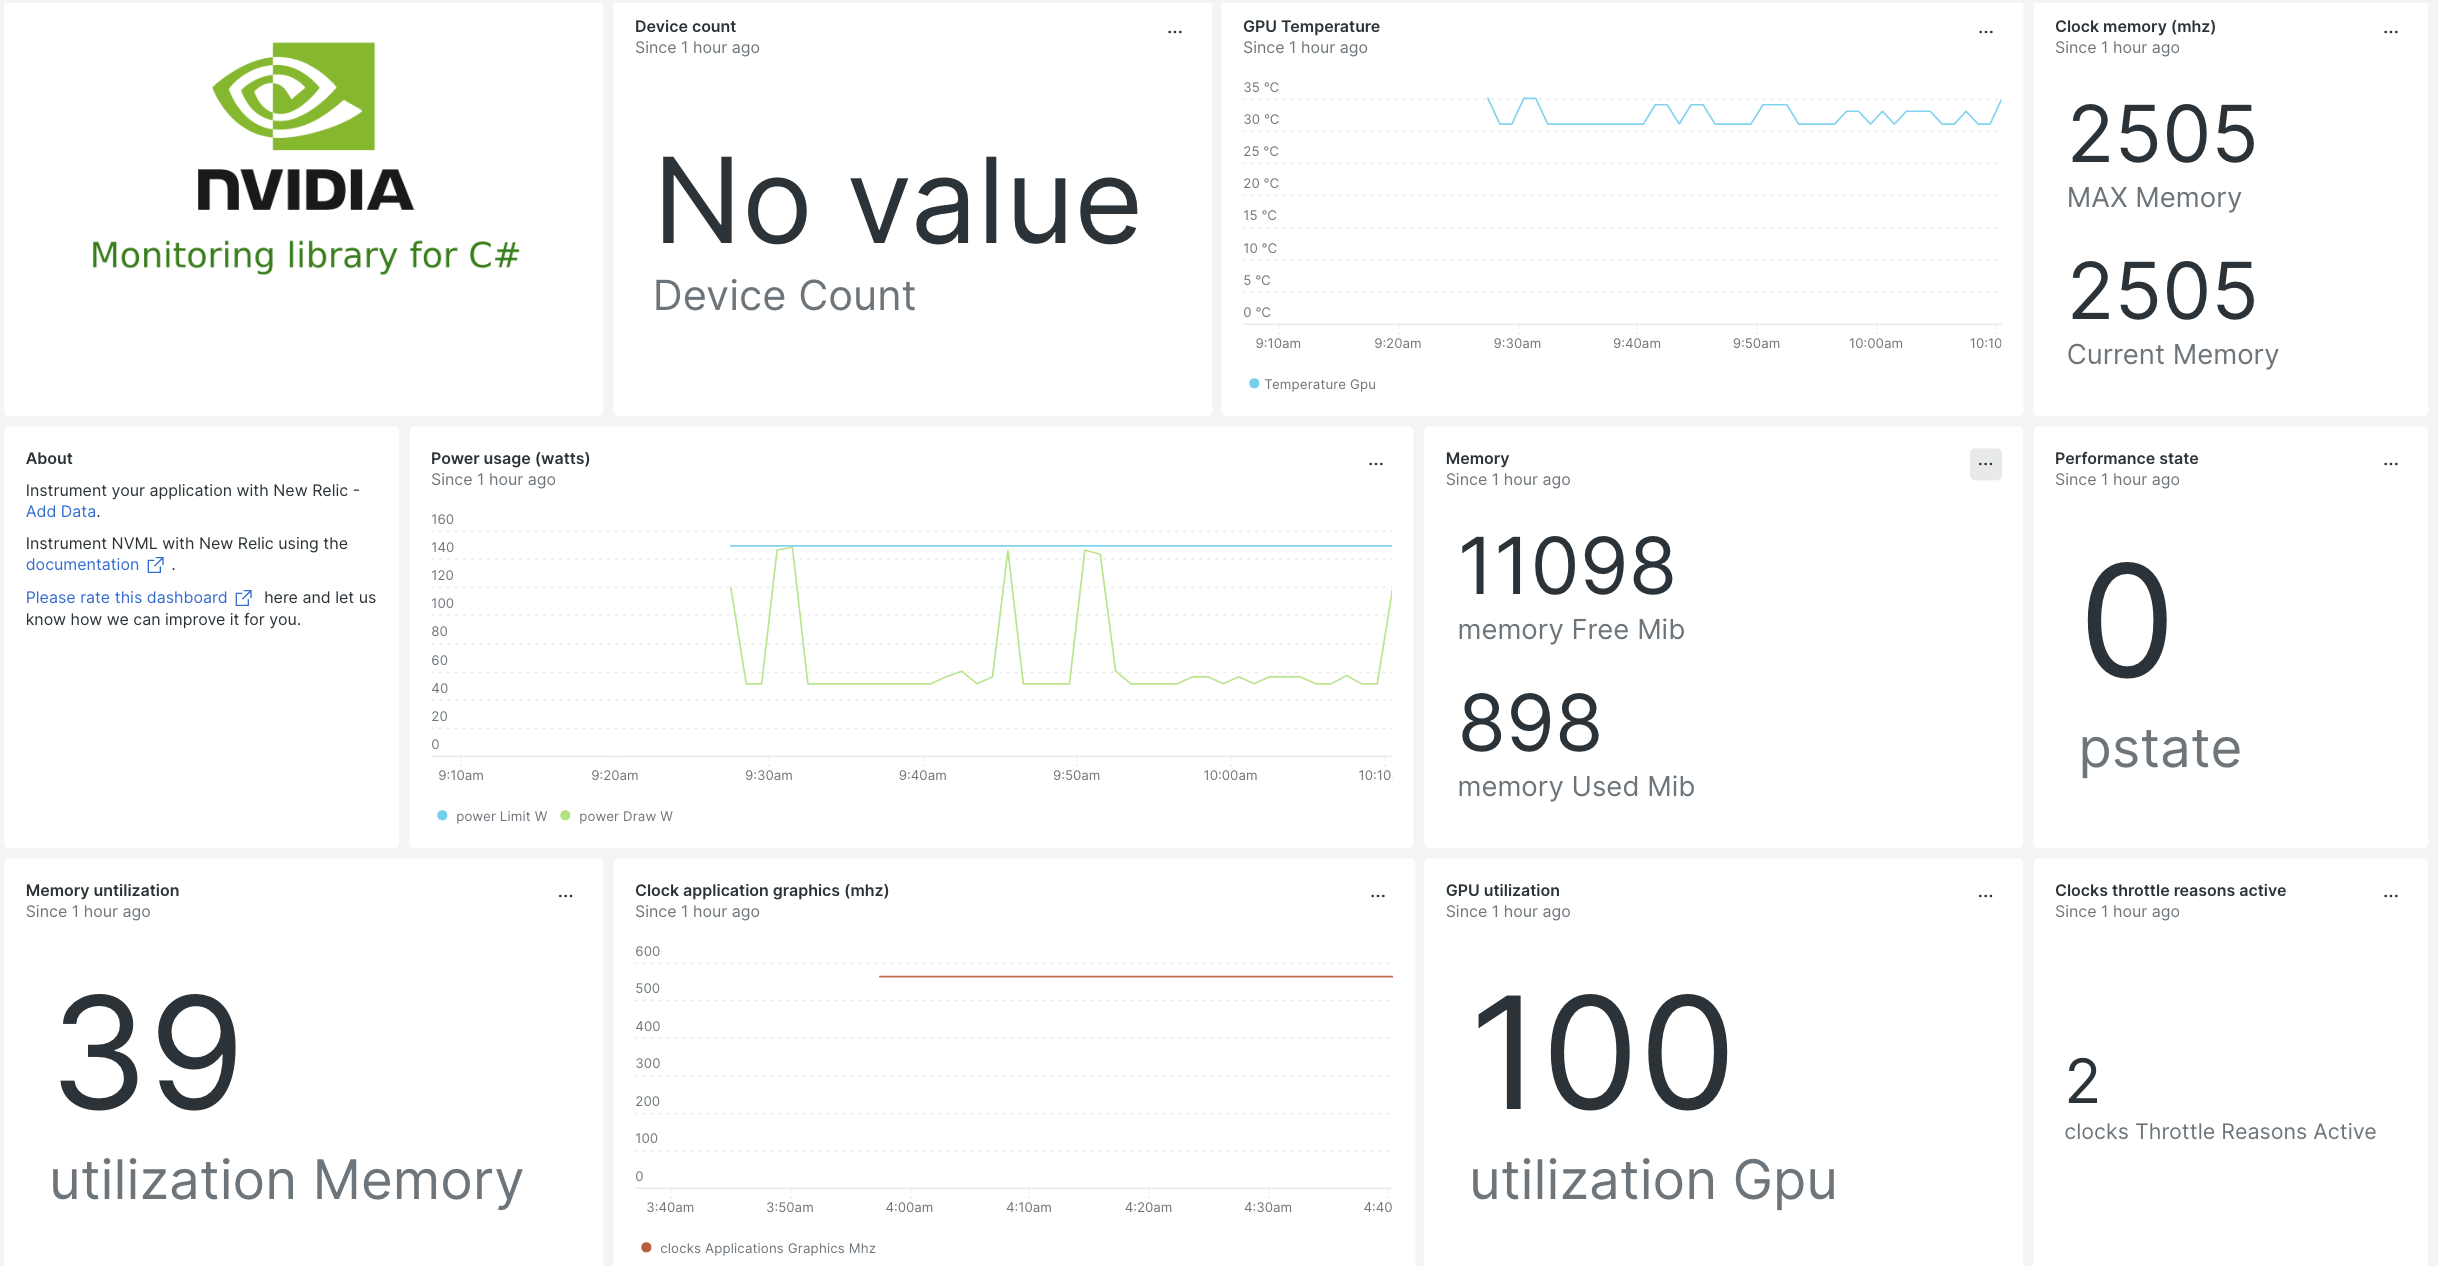 NVIDIA
Monitoring library for C#
Device count
Since 1 hour ago
...
No value
Device Count
GPU Temperature
Since 1 hour ago
...
35 °C
30 °C
25 °C
20 °C
15 °C
10 °C
5 °C
0 °C
9:10am 9:20am 9:30am 9:40am 9:50am 10:00am 10:10
Temperature Gpu
Clock memory (mhz)
Since 1 hour ago
...
2505
MAX Memory
2505
Current Memory
About
Instrument your application with New Relic -
Add Data.
Instrument NVML with New Relic using the
documentation .
Please rate this dashboard here and let us
know how we can improve it for you.
Power usage (watts)
Since 1 hour ago
...
160
140
120
100
80
60
40
20
0
9:10am 9:20am 9:30am 9:40am 9:50am 10:00am 10:10
power Limit W power Draw W
Memory
Since 1 hour ago
...
11098
memory Free Mib
898
memory Used Mib
Performance state
Since 1 hour ago
...
0
pstate
Memory untilization
Since 1 hour ago
...
39
utilization Memory
Clock application graphics (mhz)
Since 1 hour ago
...
600
500
400
300
200
100
0
3:40am 3:50am 4:00am 4:10am 4:20am 4:30am 4:40
clocks Applications Graphics Mhz
GPU utilization
Since 1 hour ago
...
100
utilization Gpu
Clocks throttle reasons active
Since 1 hour ago
...
2
clocks Throttle Reasons Active